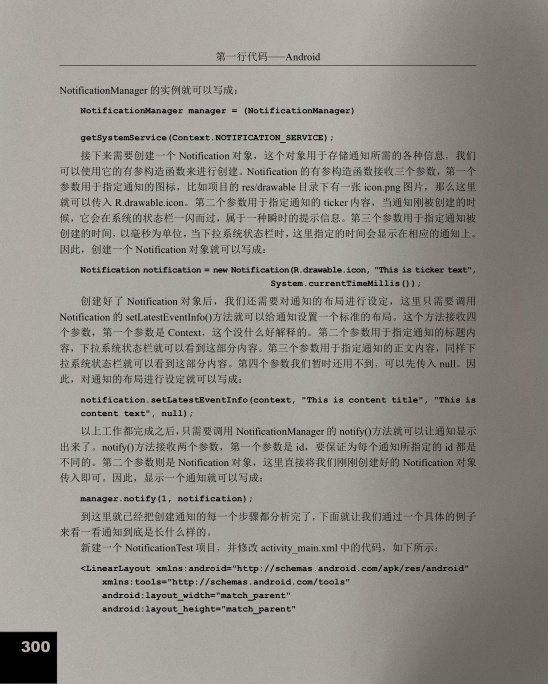 第一行代码——Android
NotificationManager 的实例就可以写成：
NotificationManager manager = (NotificationManager)
getSystemService(Context.NOTIFICATION_SERVICE);
接下来需要创建一个 Notification 对象，这个对象用于存储通知所需的各种信息，我们
可以使用它的有参构造函数来进行创建。Notification 的有参构造函数接收三个参数，第一个
参数用于指定通知的图标，比如项目的 res/drawable 目录下有一张 icon.png 图片，那么这里
就可以传入 R.drawable.icon。第二个参数用于指定通知的 ticker 内容，当通知刚被创建的时
候，它会在系统的状态栏一闪而过，属于一种瞬时的提示信息。第三个参数用于指定通知被
创建的时间，以毫秒为单位，当下拉系统状态栏时，这里指定的时间会显示在相应的通知上。
因此，创建一个 Notification 对象就可以写成：
Notification notification = new Notification(R.drawable.icon, "This is ticker text",
System.currentTimeMillis());
创建好了 Notification 对象后，我们还需要对通知的布局进行设定，这里只需要调用
Notification 的 setLatestEventInfo()方法就可以给通知设置一个标准的布局。这个方法接收四
个参数，第一个参数是 Context，这个没什么好解释的。第二个参数用于指定通知的标题内
容，下拉系统状态栏就可以看到这部分内容。第三个参数用于指定通知的正文内容，同样下
拉系统状态栏就可以看到这部分内容。第四个参数我们暂时还用不到，可以先传入 null。因
此，对通知的布局进行设定就可以写成：
notification.setLatestEventInfo(context, "This is content title", "This is
content text", null);
以上工作都完成之后，只需要调用 NotificationManager 的 notify()方法就可以让通知显示
出来了。notify()方法接收两个参数，第一个参数是 id，要保证为每个通知所指定的 id 都是
不同的。第二个参数则是 Notification 对象，这里直接将我们刚刚创建好的 Notification 对象
传入即可。因此，显示一个通知就可以写成：
manager.notify(1, notification);
到这里就已经把创建通知的每一个步骤都分析完了，下面就让我们通过一个具体的例子
来看一看通知到底是长什么样的。
新建一个 NotificationTest 项目，并修改 activity_main.xml 中的代码，如下所示：
<LinearLayout xmlns:android="http://schemas.android.com/apk/res/android"
xmlns:tools="http://schemas.android.com/tools"
android:layout_width="match_parent"
android:layout_height="match_parent"
300